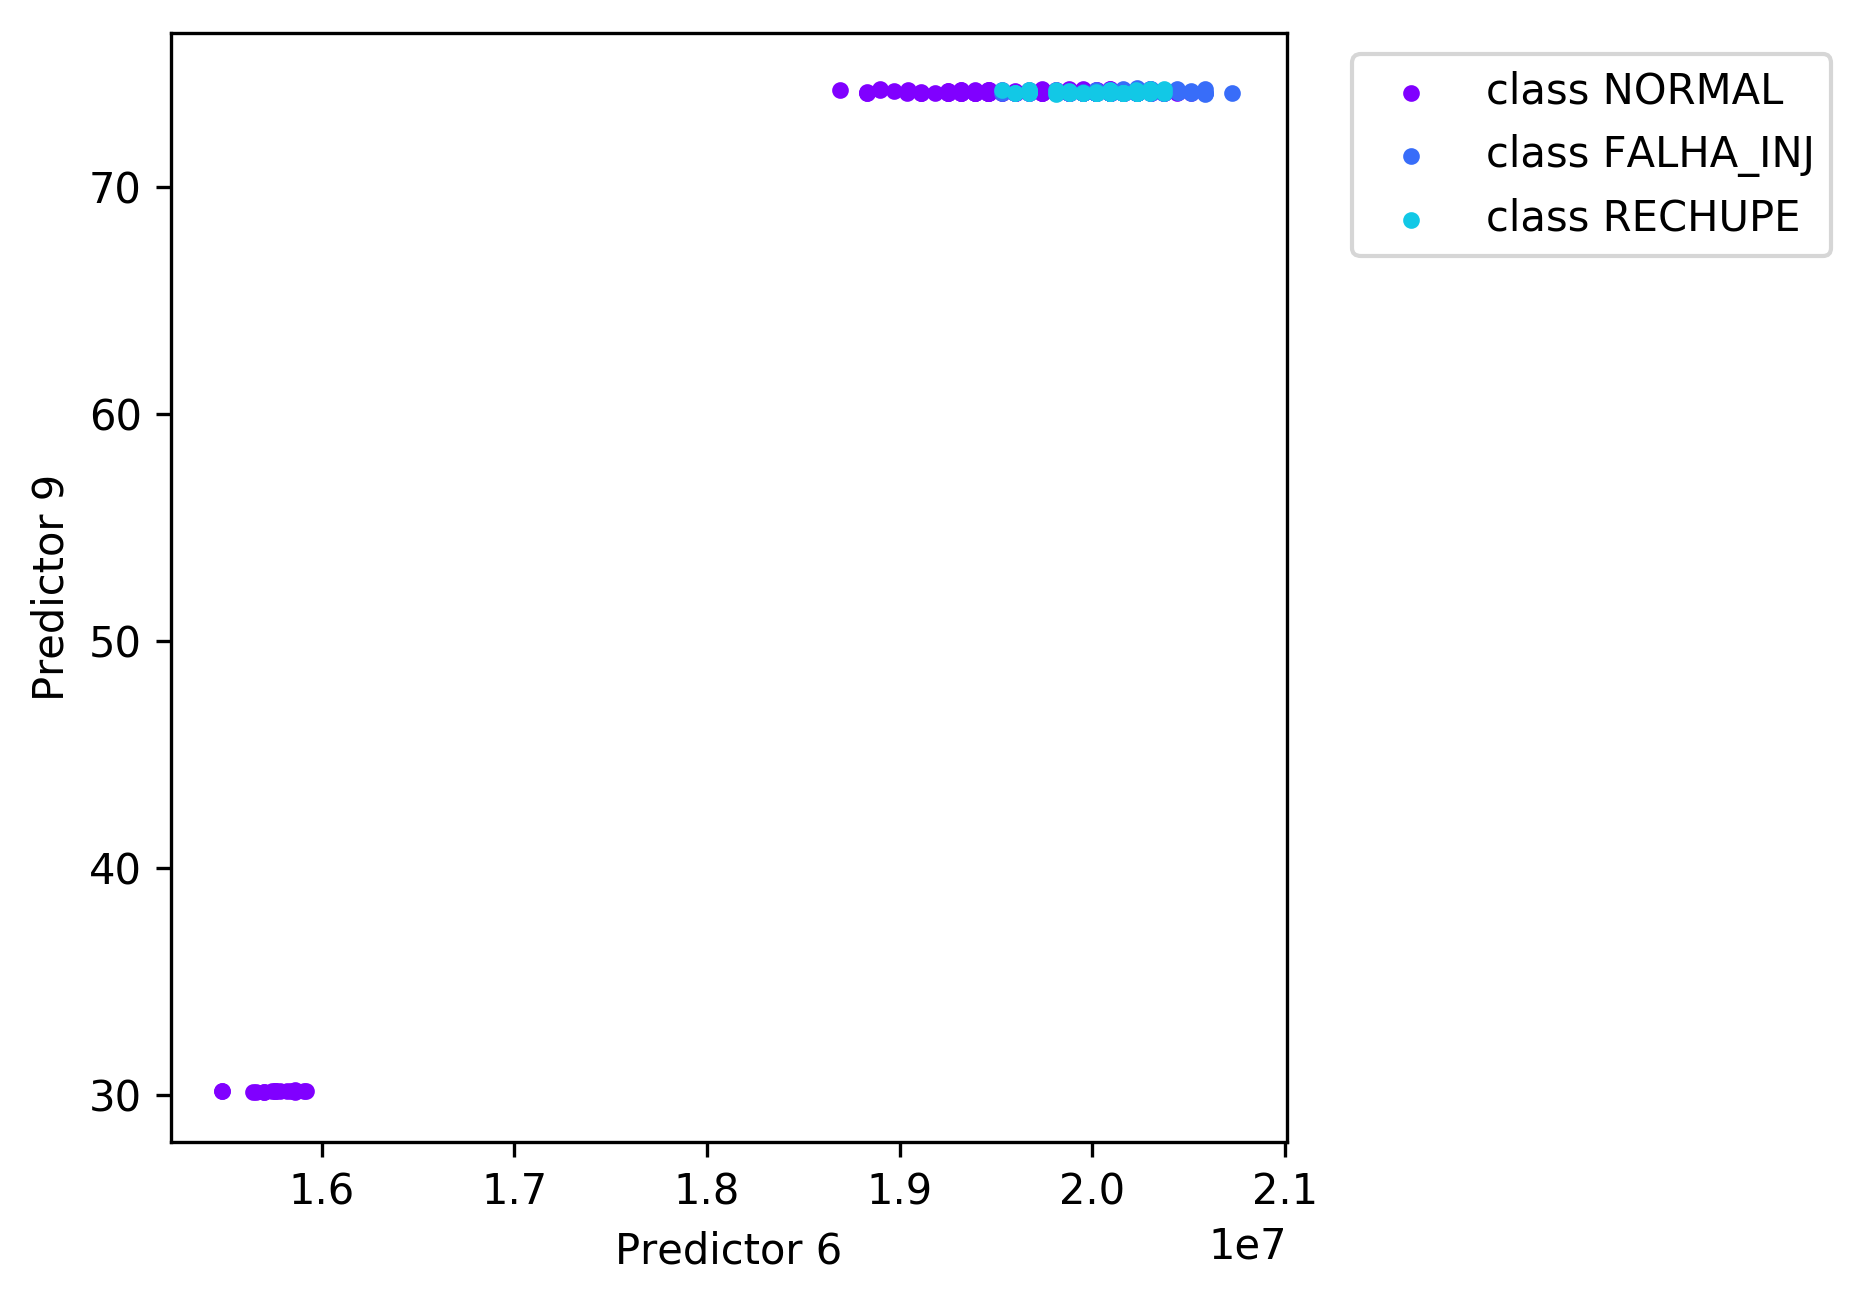 class NORMAL
class FALHA_INJ
class RECHUPE
70
60
50
40
30
Predictor 9
1.6 1.7 1.8 1.9 2.0 2.1
1e7
Predictor 6